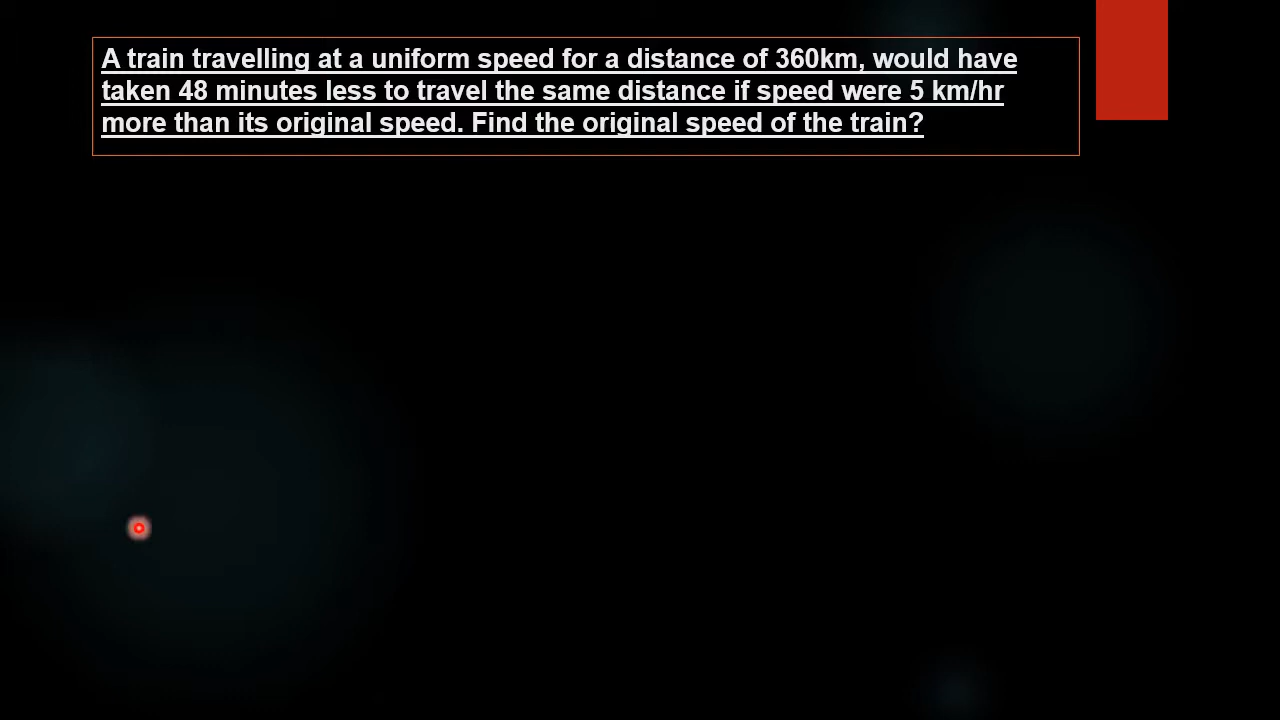 A train travelling at a uniform speed for a distance of 360km, would have
taken 48 minutes less to travel the same distance if speed were 5 km/hr
more than its original speed. Find the original speed of the train?